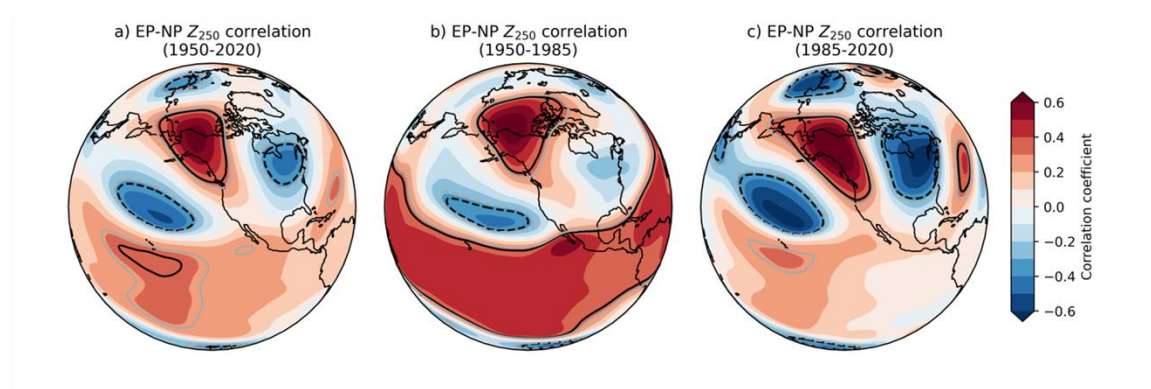 a) EP-NP Z250 correlation
(1950-2020)
b) EP-NP Z250 correlation
(1950-1985)
c) EP-NP Z250 correlation
(1985-2020)
0.6
0.4
0.2
0.0
−0.2
−0.4
−0.6
Correlation coefficient